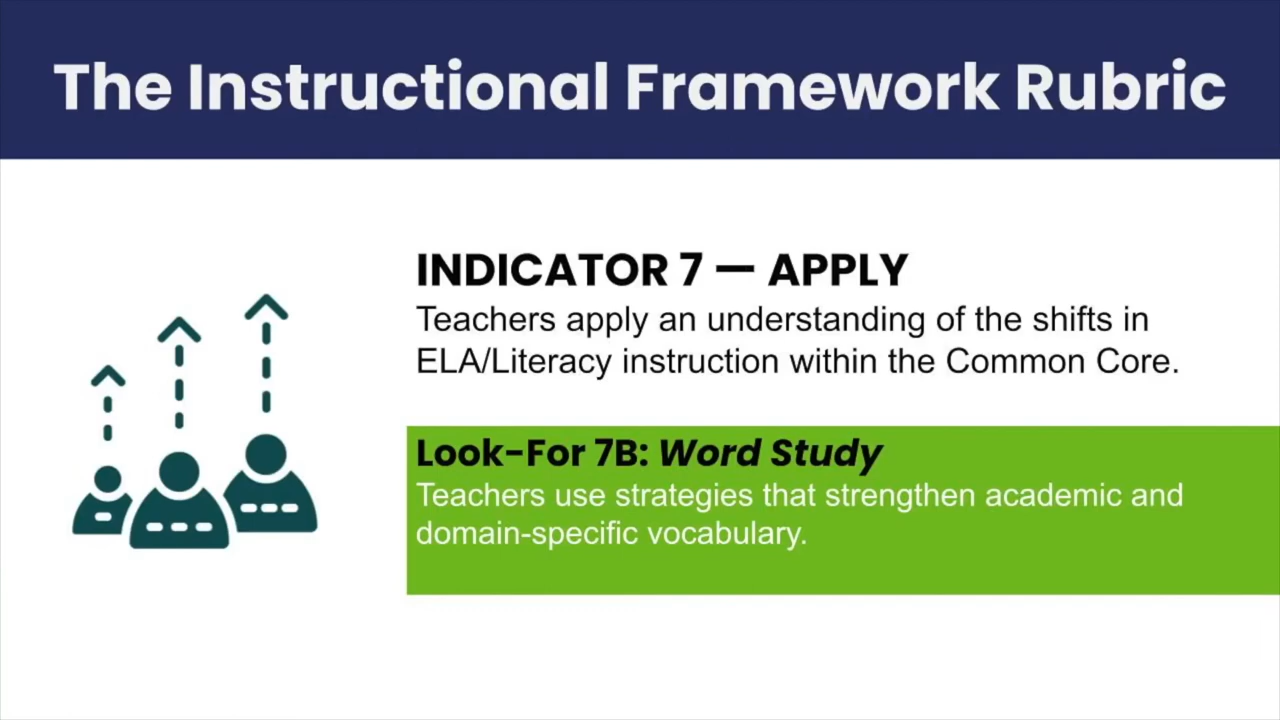 The Instructional Framework Rubric
INDICATOR 7 — APPLY
Teachers apply an understanding of the shifts in
ELA/Literacy instruction within the Common Core.
Look-For 7B: Word Study
Teachers use strategies that strengthen academic and
domain-specific vocabulary.